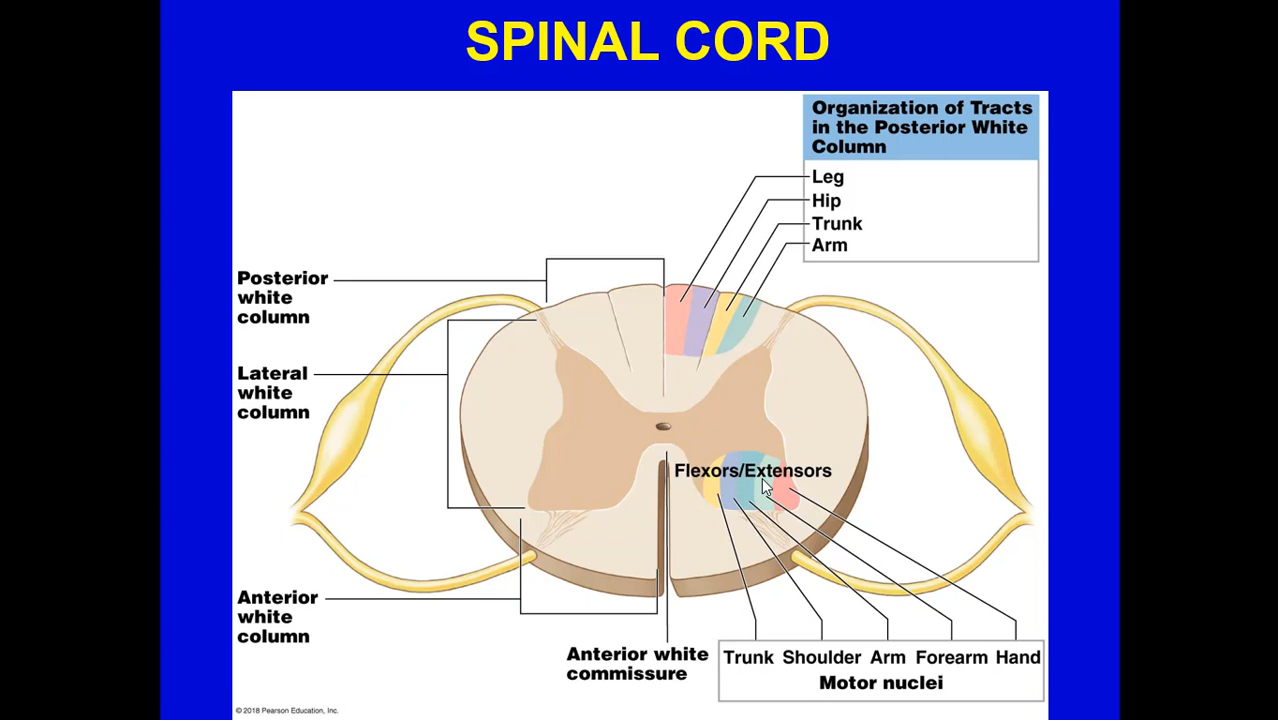 SPINAL CORD
Organization of Tracts
in the Posterior White
Column
Leg
Hip
Trunk
Arm
Posterior
white
column
Lateral
white
column
Flexors/Extensors
Anterior
white
column
Anterior white
commissure
Trunk Shoulder Arm Forearm Hand
Motor nuclei
© 2018 Pearson Education, Inc.